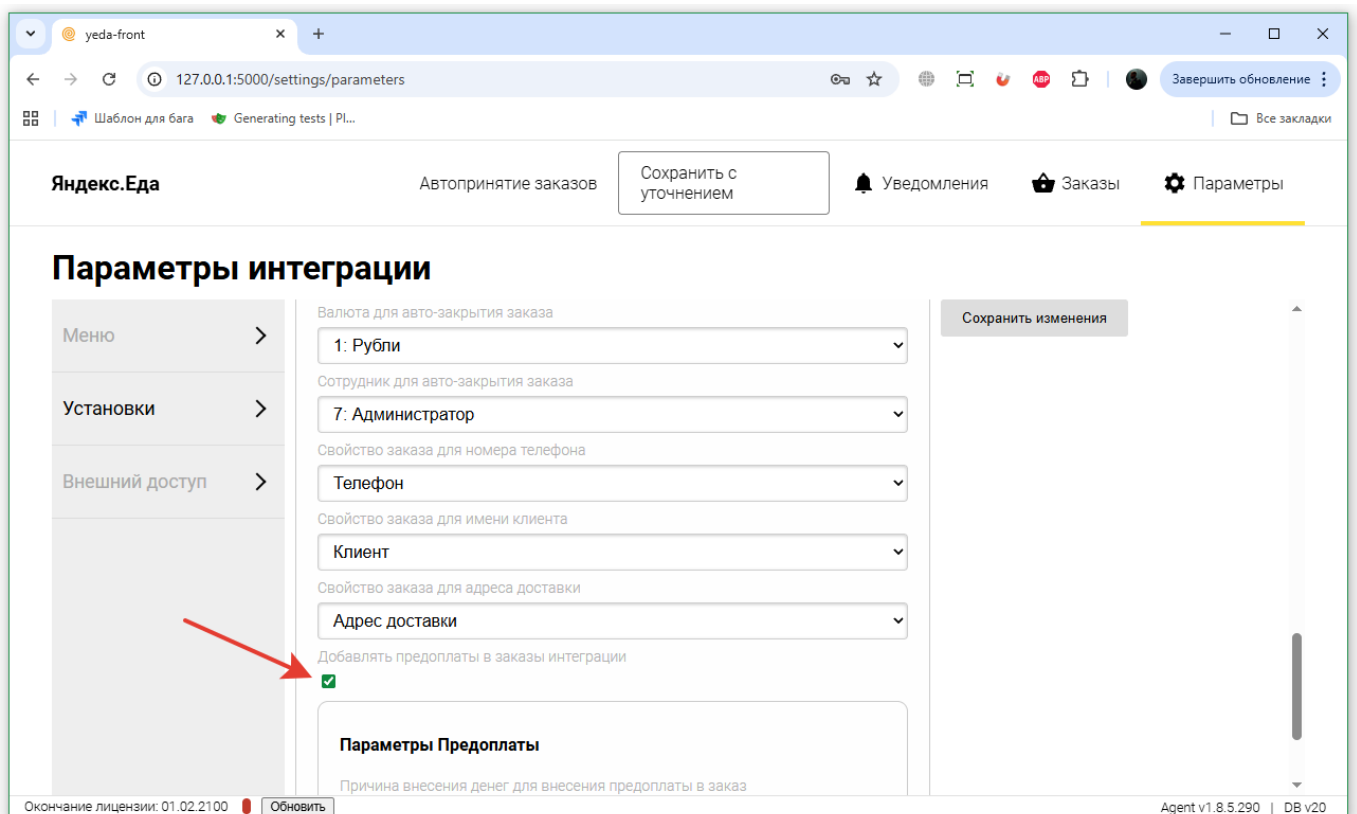 yeda-front
127.0.0.1:5000/settings/parameters
ABP
Завершить обновление
Шаблон для бага
Generating tests | Pl...
Все закладки
Яндекс.Еда
Автопринятие заказов
Сохранить с
уточнением
Уведомления
Заказы
Параметры
Параметры интеграции
Меню
Установки
Внешний доступ
Валюта для авто-закрытия заказа
1: Рубли
Сотрудник для авто-закрытия заказа
7: Администратор
Свойство заказа для номера телефона
Телефон
Свойство заказа для имени клиента
Клиент
Свойство заказа для адреса доставки
Адрес доставки
Добавлять предоплаты в заказы интеграции
Параметры Предоплаты
Причина внесения денег для внесения предоплаты в заказ
Сохранить изменения
Окончание лицензии: 01.02.2100
Обновить
Agent v1.8.5.290 | DB v20